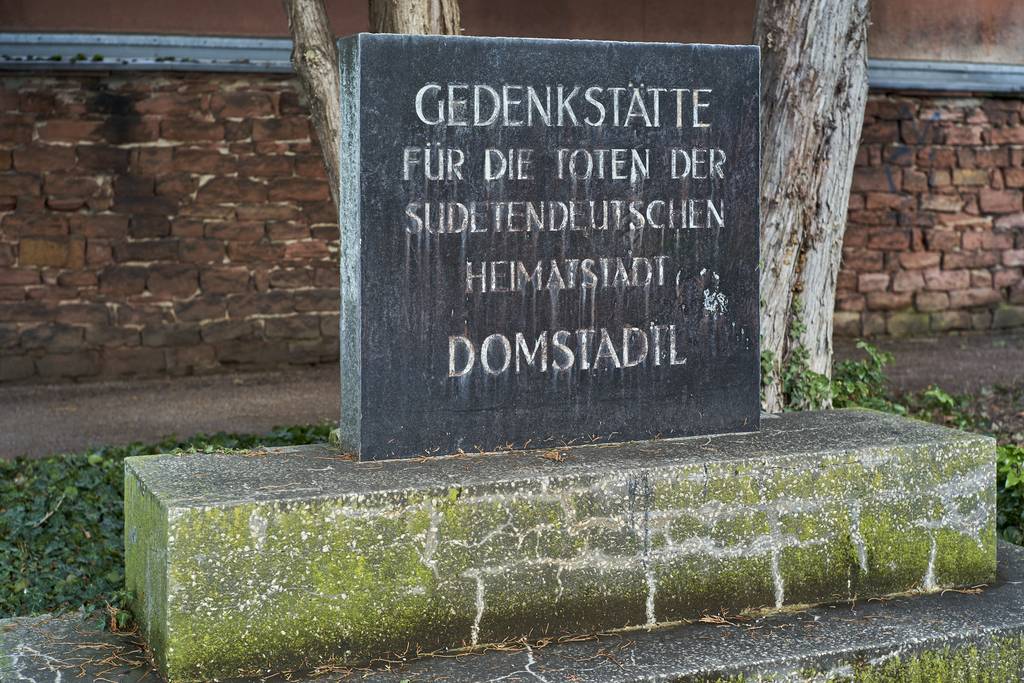 GEDENKSTÄTTE
FÜR DIE TOTEN DER
SUDETENDEUTSCHEN
HEIMATSTADT
DOMSTADTL